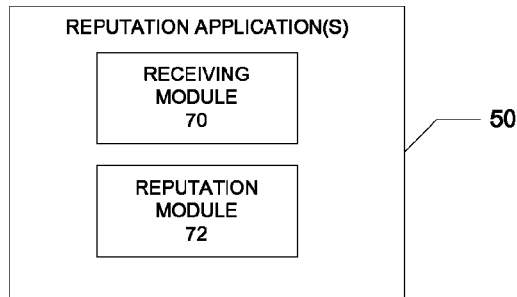 REPUTATION APPLICATION(S)
RECEIVING
MODULE
70
50
REPUTATION
MODULE
72